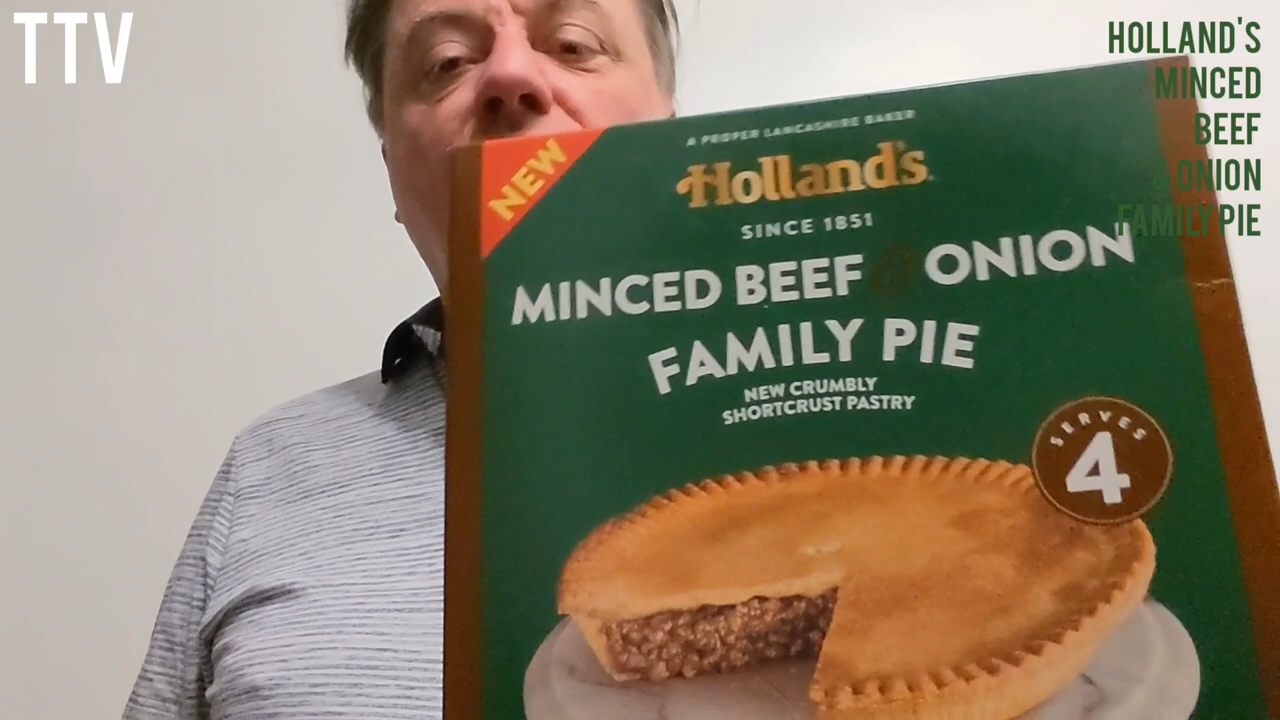 TTV
HOLLAND'S
MINCED
BEEF
& ONION
FAMILY PIE
NEW
A PROPER LANCASHIRE BAKER
Holland's
SINCE 1851
MINCED BEEF & ONION
FAMILY PIE
NEW CRUMBLY
SHORTCRUST PASTRY
SERVES
4